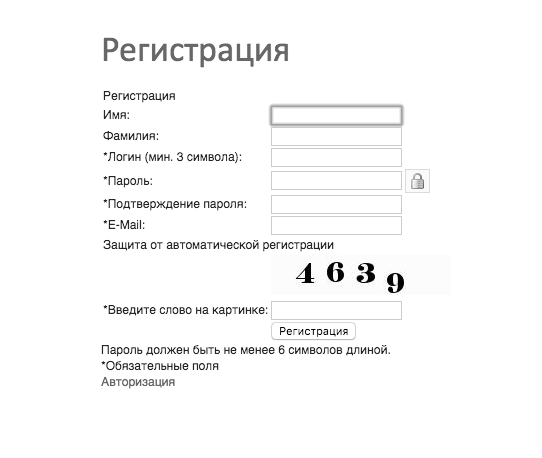 Регистрация
Регистрация
Имя:
Фамилия:
*Логин (мин. 3 символа):
*Пароль:
*Подтверждение пароля:
*E-Mail:
Защита от автоматической регистрации
4639
*Введите слово на картинке:
Регистрация
Пароль должен быть не менее 6 символов длиной.
*Обязательные поля
Авторизация